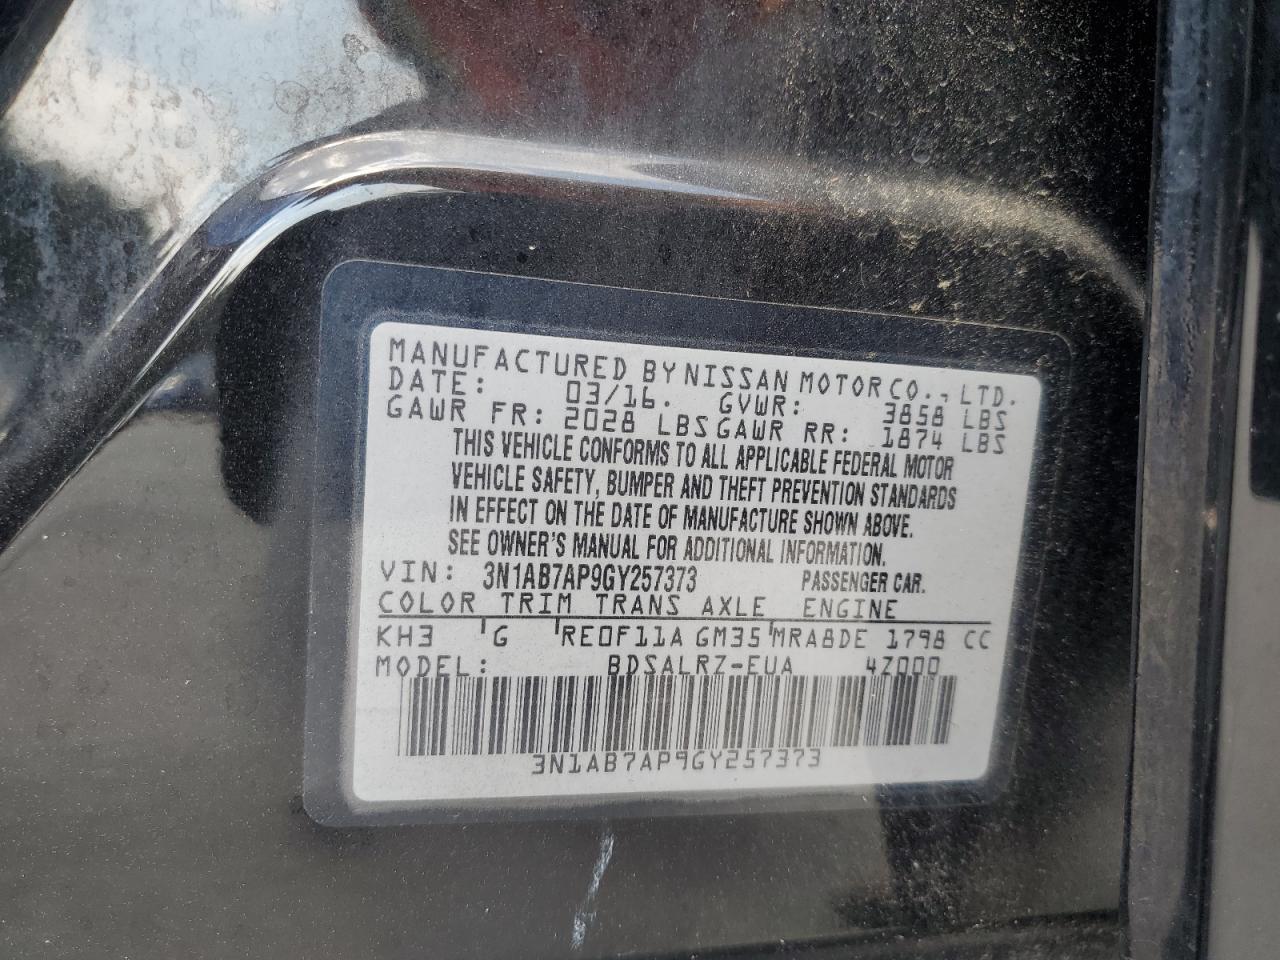 MANUFACTURED BY NISSAN MOTOR CO., LTD.
DATE: 03/16. GVWR: 3858 LBS
GAWR FR: 2028 LBS GAWR RR: 1874 LBS
THIS VEHICLE CONFORMS TO ALL APPLICABLE FEDERAL MOTOR
VEHICLE SAFETY, BUMPER AND THEFT PREVENTION STANDARDS
IN EFFECT ON THE DATE OF MANUFACTURE SHOWN ABOVE.
SEE OWNER'S MANUAL FOR ADDITIONAL INFORMATION.
VIN: 3N1AB7AP9GY257373 PASSENGER CAR.
COLOR TRIM TRANS AXLE ENGINE
KH3 G RE0F11A GM35 MRA8DE 1798 CC
MODEL: BDSALRZ-EUA 4Z000
3N1AB7AP9GY257373